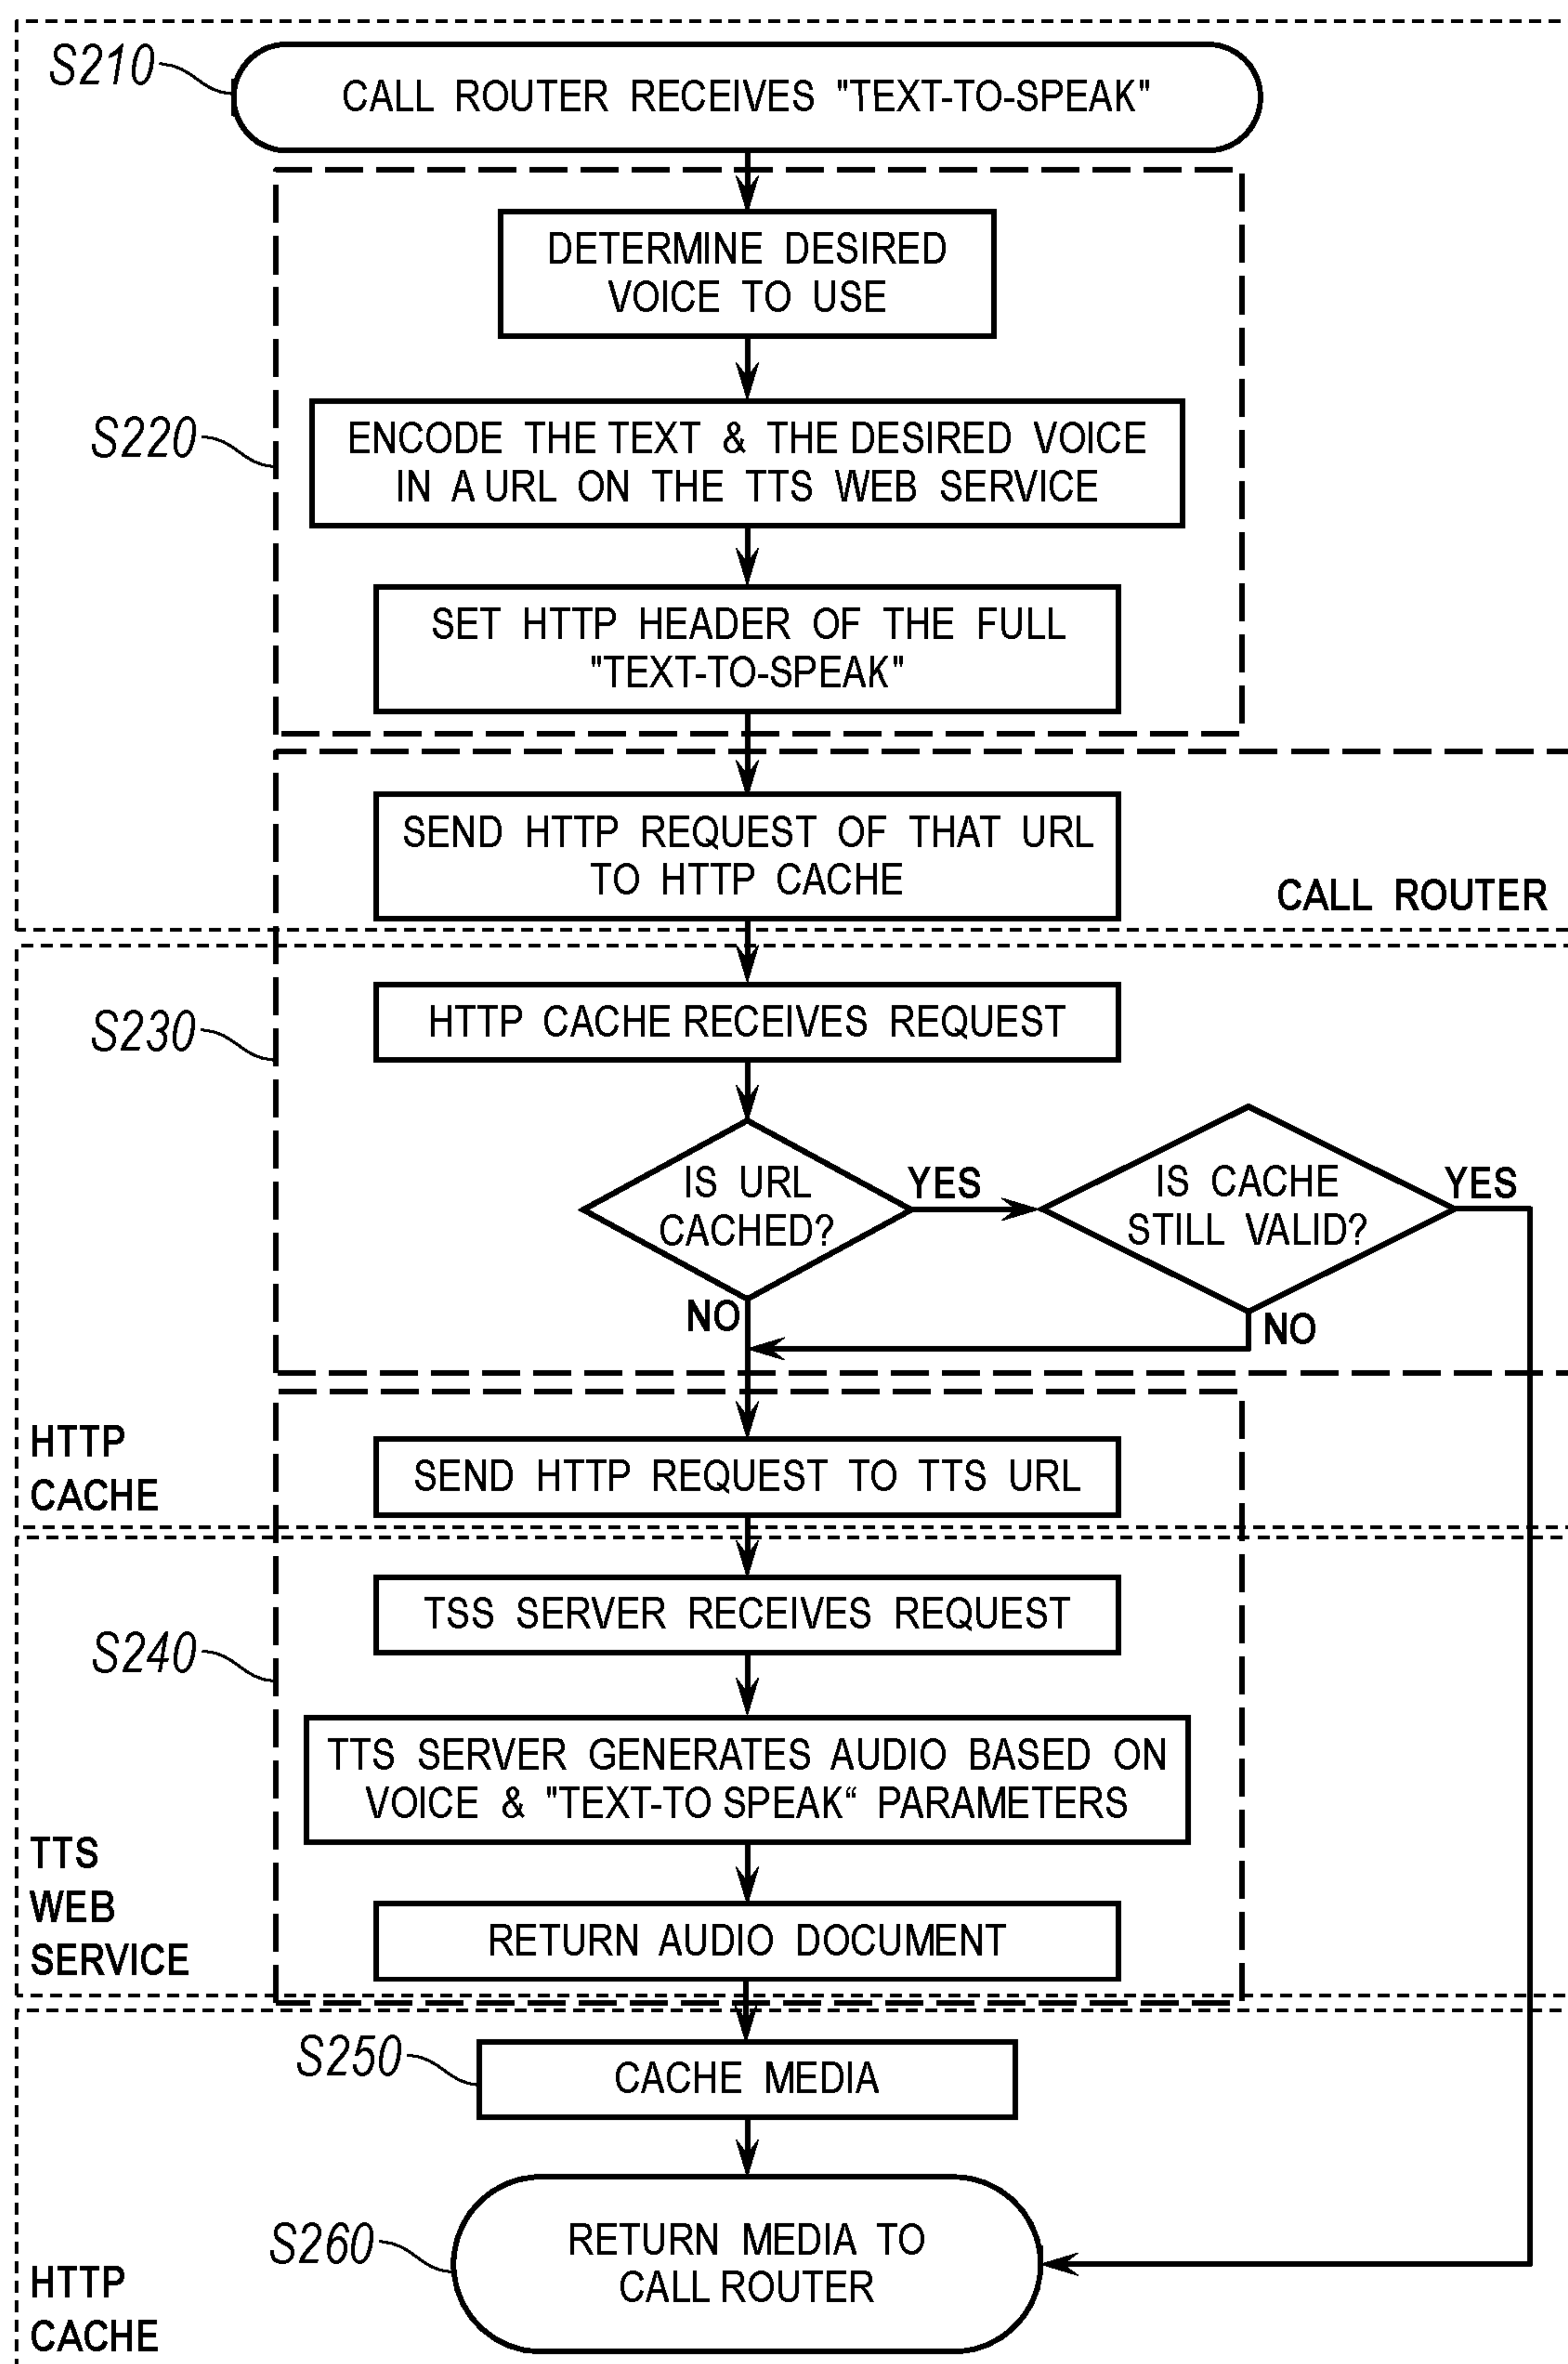 S210
CALL ROUTER RECEIVES "TEXT-TO-SPEAK"
DETERMINE DESIRED
VOICE TO USE
S220
ENCODE THE TEXT & THE DESIRED VOICE
IN A URL ON THE TTS WEB SERVICE
SET HTTP HEADER OF THE FULL
"TEXT-TO-SPEAK"
SEND HTTP REQUEST OF THAT URL
TO HTTP CACHE
CALL ROUTER
S230
HTTP CACHE RECEIVES REQUEST
IS URL
CACHED?
YES
IS CACHE
STILL VALID?
YES
NO
NO
HTTP
CACHE
SEND HTTP REQUEST TO TTS URL
TSS SERVER RECEIVES REQUEST
S240
TTS SERVER GENERATES AUDIO BASED ON
VOICE & "TEXT-TO SPEAK“ PARAMETERS
TTS
WEB
SERVICE
RETURN AUDIO DOCUMENT
S250
CACHE MEDIA
S260
RETURN MEDIA TO
CALL ROUTER
HTTP
CACHE